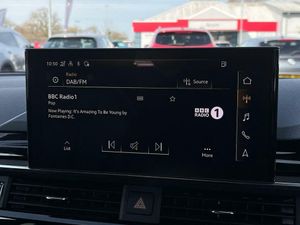 10:50
Radio
DAB/FM
Source
BBC Radio1
Pop
Now Playing: It's Amazing To Be Young by
Fontaines D.C.
BBC
RADIO 1
List
More